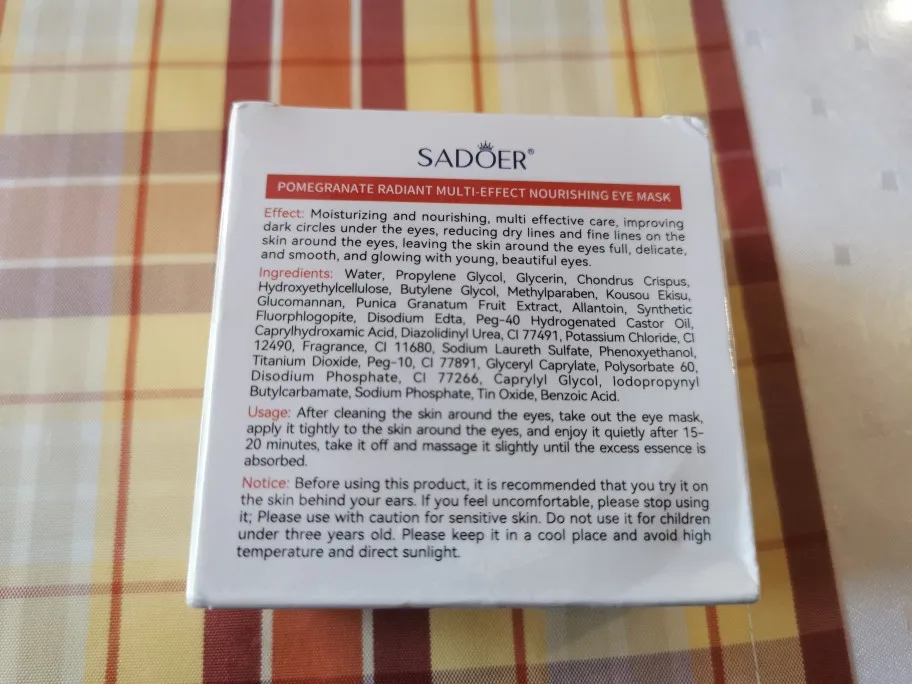 SADOER®
POMEGRANATE RADIANT MULTI-EFFECT NOURISHING EYE MASK
Effect: Moisturizing and nourishing, multi effective care, improving
dark circles under the eyes, reducing dry lines and fine lines on the
skin around the eyes, leaving the skin around the eyes full, delicate,
and smooth, and glowing with young, beautiful eyes.
Ingredients: Water, Propylene Glycol, Glycerin, Chondrus Crispus,
Hydroxyethylcellulose, Butylene Glycol, Methylparaben, Kousou Ekisu,
Glucomannan, Punica Granatum Fruit Extract, Allantoin, Synthetic
Fluorphlogopite, Disodium Edta, Peg-40 Hydrogenated Castor Oil,
Caprylhydroxamic Acid, Diazolidinyl Urea, CI 77491, Potassium Chloride, CI
12490, Fragrance, CI 11680, Sodium Laureth Sulfate, Phenoxyethanol,
Titanium Dioxide, Peg-10, CI 77891, Glyceryl Caprylate, Polysorbate 60,
Disodium Phosphate, CI 77266, Caprylyl Glycol, Iodopropynyl
Butylcarbamate, Sodium Phosphate, Tin Oxide, Benzoic Acid.
Usage: After cleaning the skin around the eyes, take out the eye mask,
apply it tightly to the skin around the eyes, and enjoy it quietly after 15-
20 minutes, take it off and massage it slightly until the excess essence is
absorbed.
Notice: Before using this product, it is recommended that you try it on
the skin behind your ears. If you feel uncomfortable, please stop using
it; Please use with caution for sensitive skin. Do not use it for children
under three years old. Please keep it in a cool place and avoid high
temperature and direct sunlight.